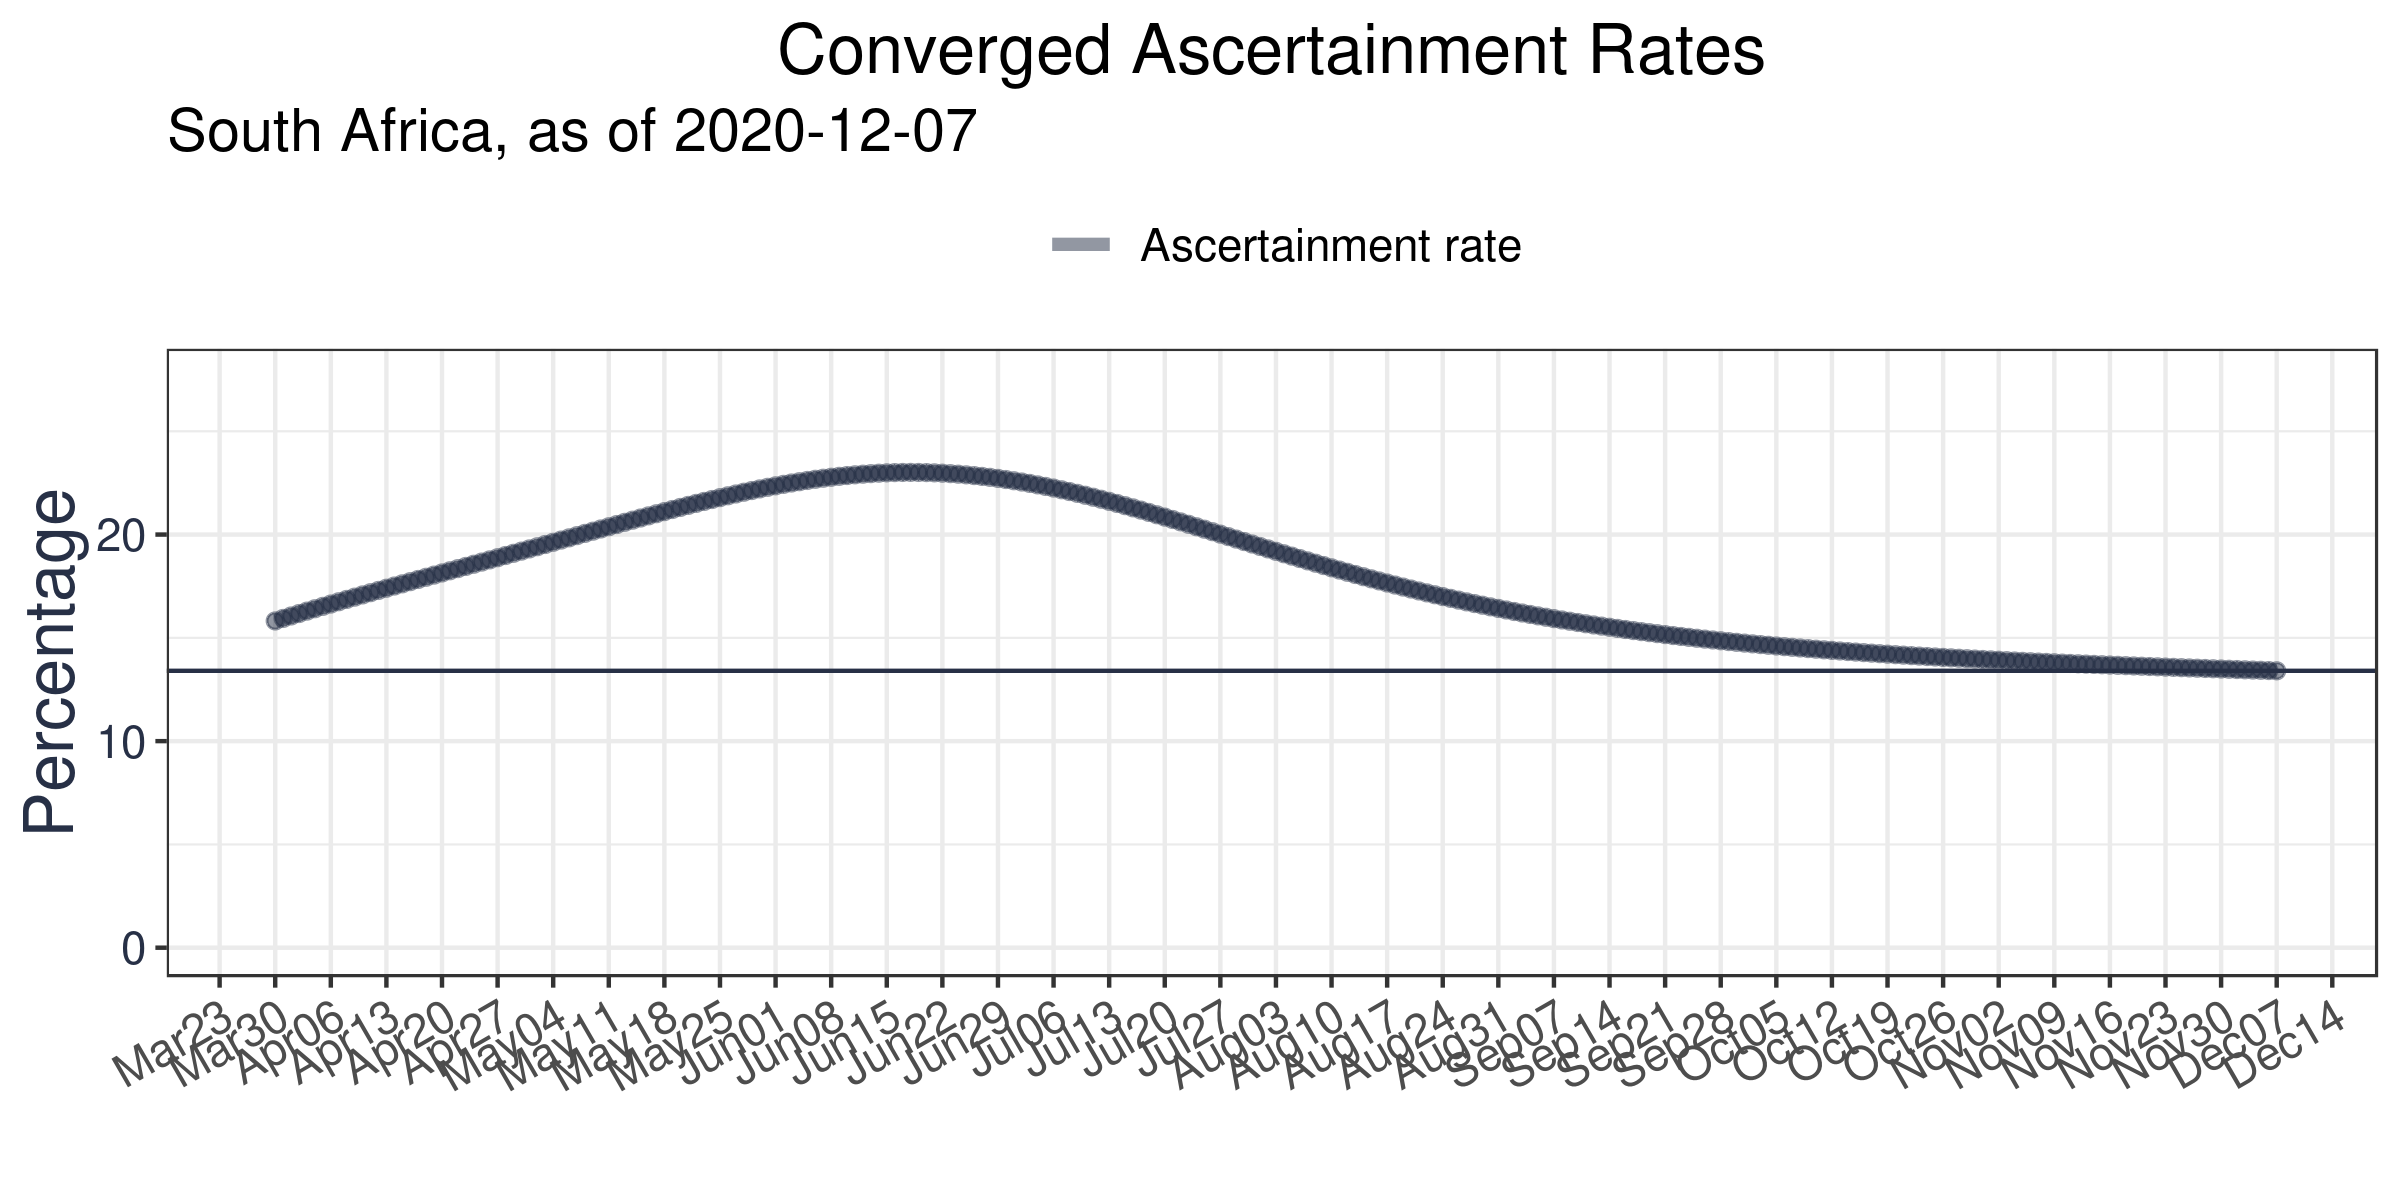 Converged Ascertainment Rates
South Africa, as of 2020-12-07
Ascertainment rate
Percentage
20
10
0
Mar23
Mar30
Apr06
Apr13
Apr20
Apr27
May04
May11
May18
May25
Jun01
Jun08
Jun15
Jun22
Jun29
Jul06
Jul13
Jul20
Jul27
Aug03
Aug10
Aug17
Aug24
Aug31
Sep07
Sep14
Sep21
Sep28
Oct05
Oct12
Oct19
Oct26
Nov02
Nov09
Nov16
Nov23
Nov30
Dec07
Dec14